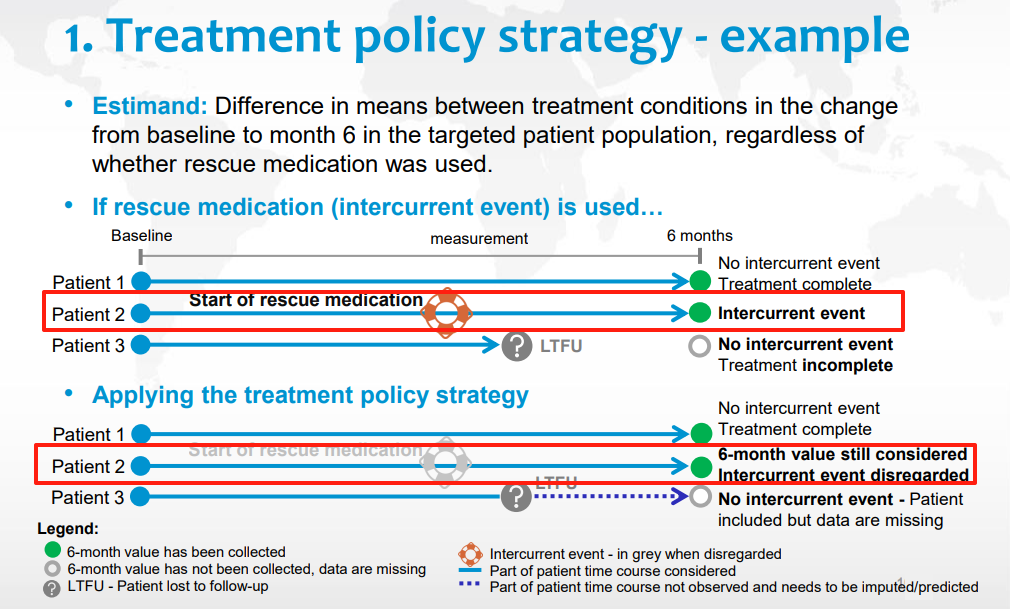 1. Treatment policy strategy - example
• Estimand: Difference in means between treatment conditions in the change
from baseline to month 6 in the targeted patient population, regardless of
whether rescue medication was used.
• If rescue medication (intercurrent event) is used…
Baseline measurement 6 months
No intercurrent event
Patient 1 Treatment complete
Start of rescue medication
Patient 2 Intercurrent event
Patient 3 ? LTFU No intercurrent event
Treatment incomplete
• Applying the treatment policy strategy
No intercurrent event
Patient 1 Treatment complete
Start of rescue medication 6-month value still considered
Patient 2 Intercurrent event disregarded
LTFU
Patient 3 ? No intercurrent event - Patient
included but data are missing
Legend:
6-month value has been collected
6-month value has not been collected, data are missing
? LTFU - Patient lost to follow-up
Intercurrent event - in grey when disregarded
Part of patient time course considered
Part of patient time course not observed and needs to be imputed/predicted